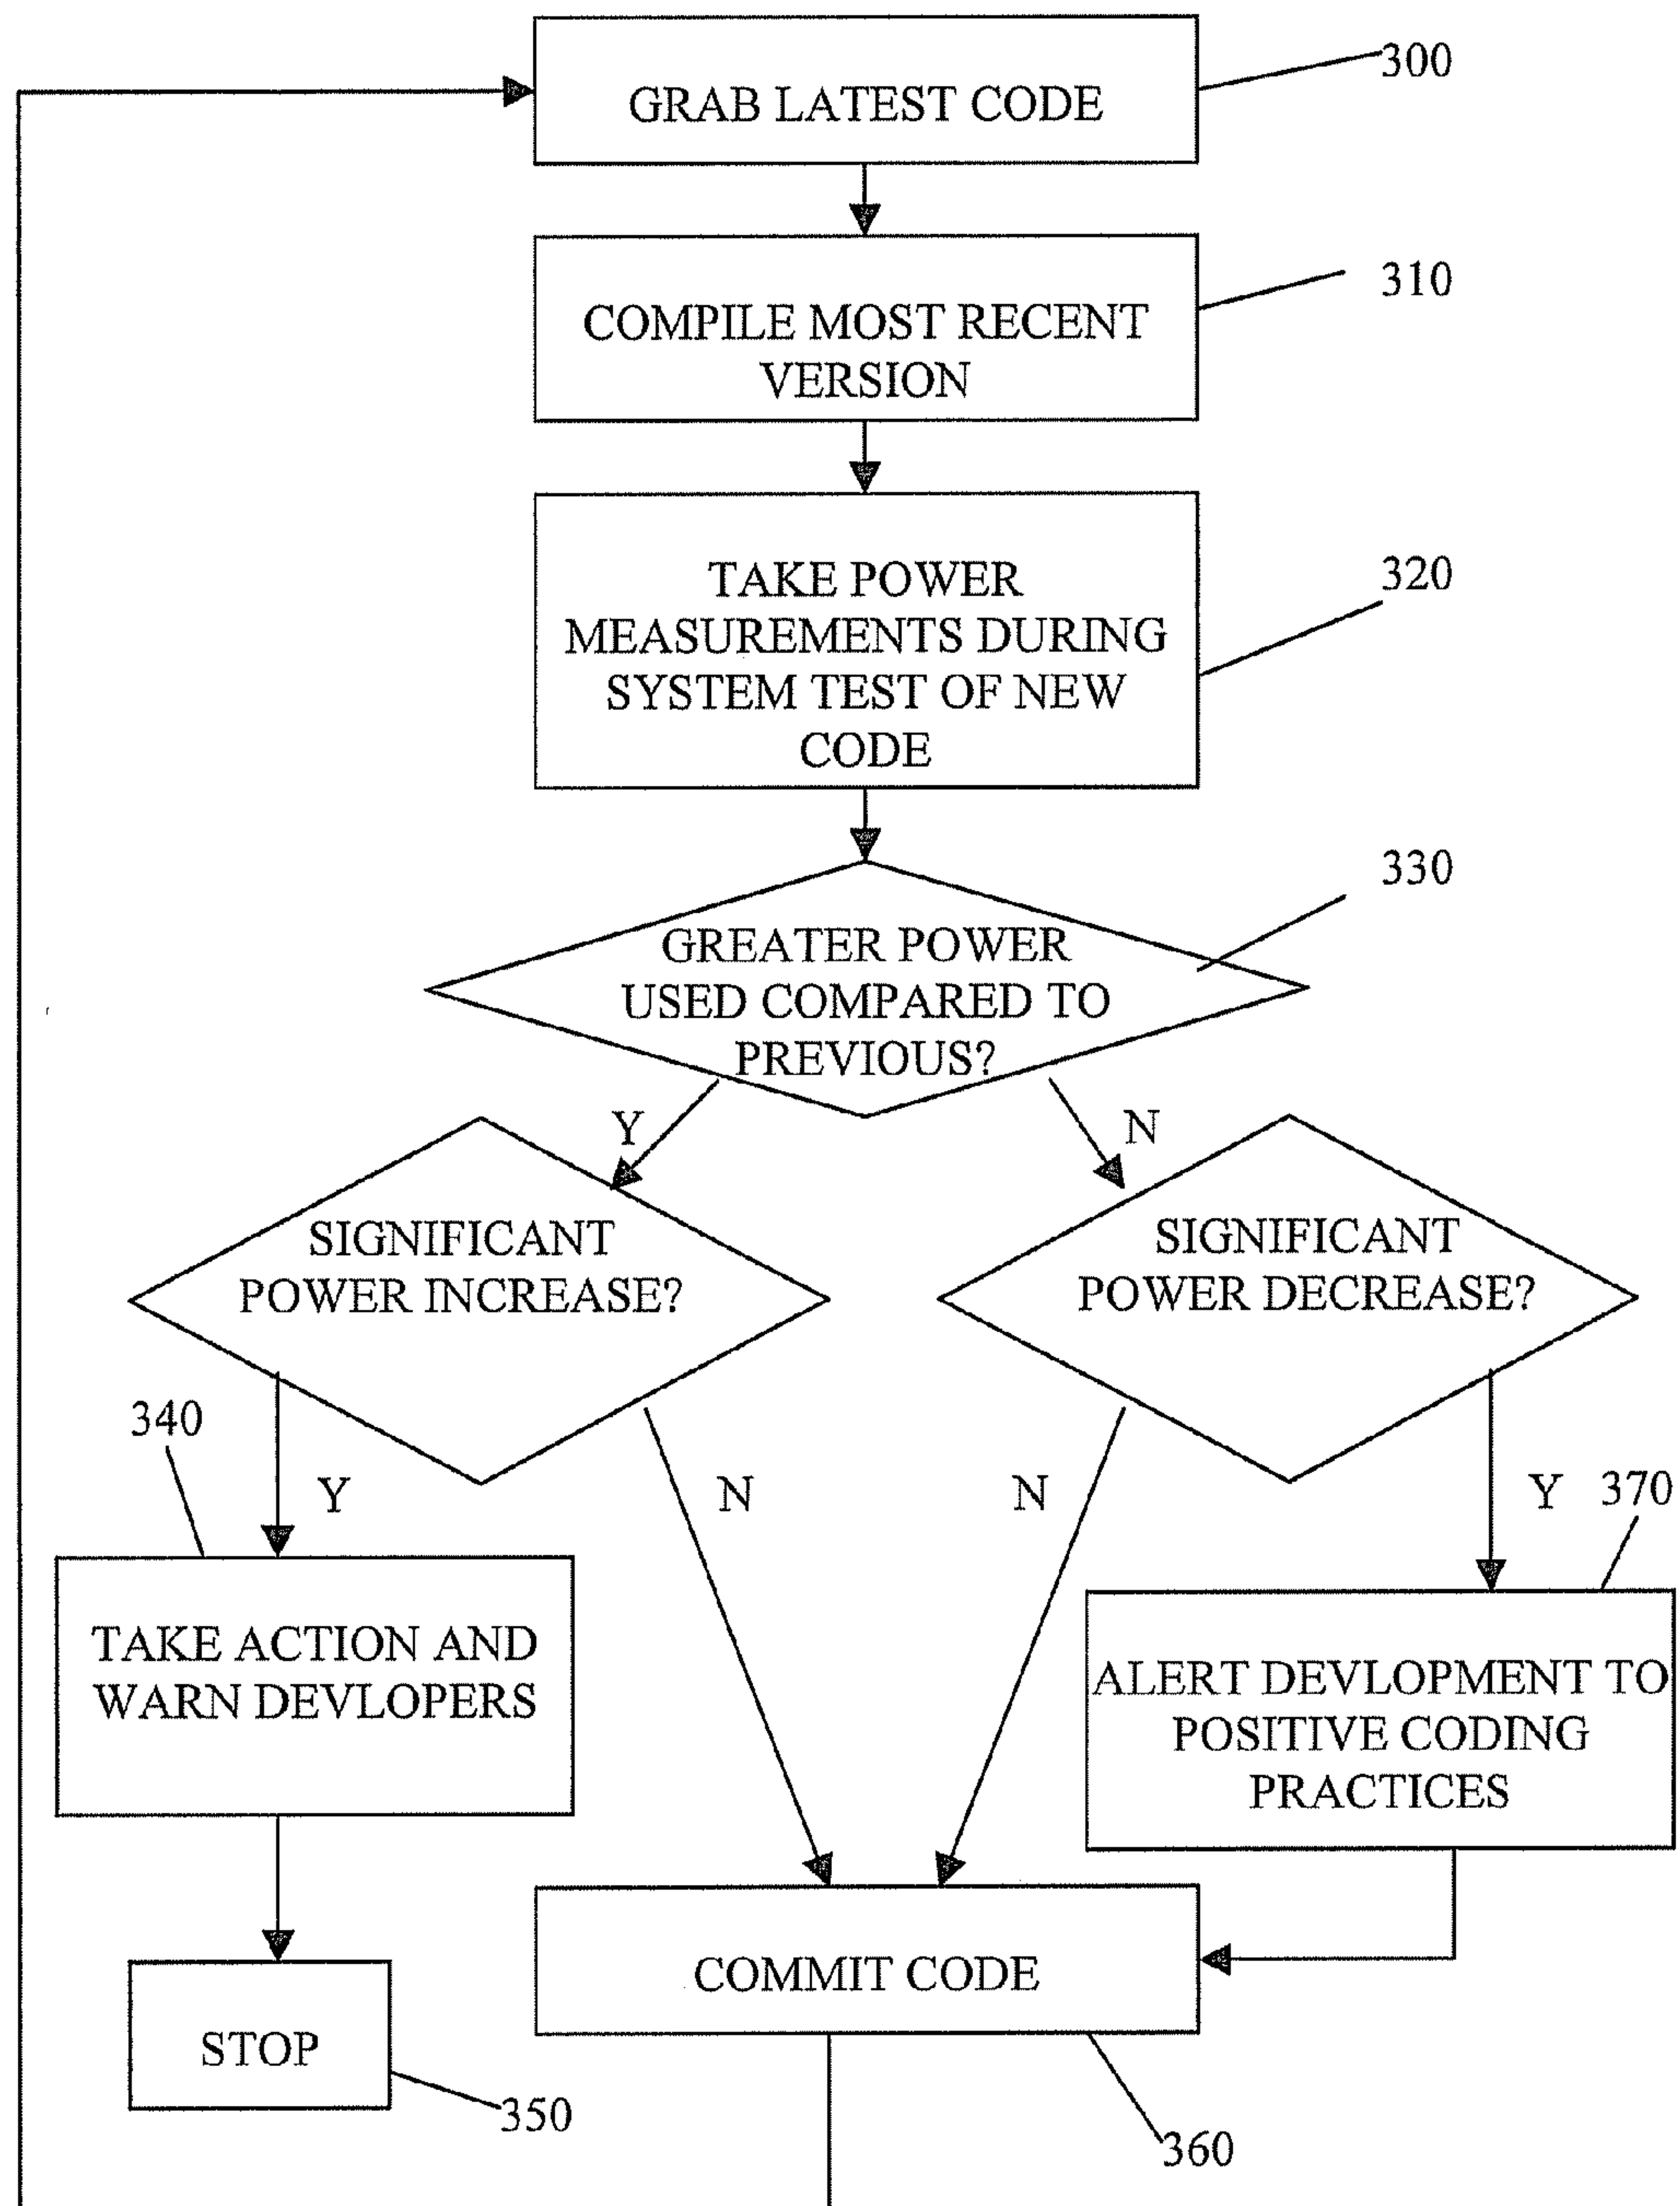 300
GRAB LATEST CODE
310
COMPILE MOST RECENT
VERSION
320
TAKE POWER
MEASUREMENTS DURING
SYSTEM TEST OF NEW
CODE
330
GREATER POWER
USED COMPARED TO
PREVIOUS?
Y
N
SIGNIFICANT
POWER INCREASE?
SIGNIFICANT
POWER DECREASE?
340
Y
N
N
Y
370
TAKE ACTION AND
WARN DEVLOPERS
ALERT DEVLOPMENT TO
POSITIVE CODING
PRACTICES
COMMIT CODE
STOP
350
360